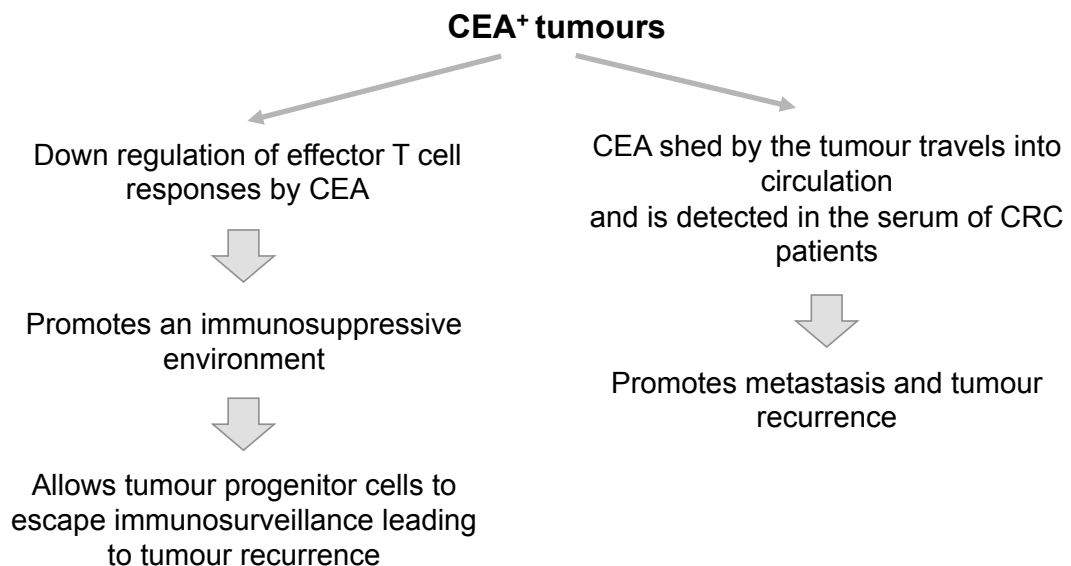 CEA⁺ tumours
Down regulation of effector T cell
responses by CEA
Promotes an immunosuppressive
environment
Allows tumour progenitor cells to
escape immunosurveillance leading
to tumour recurrence
CEA shed by the tumour travels into
circulation
and is detected in the serum of CRC
patients
Promotes metastasis and tumour
recurrence